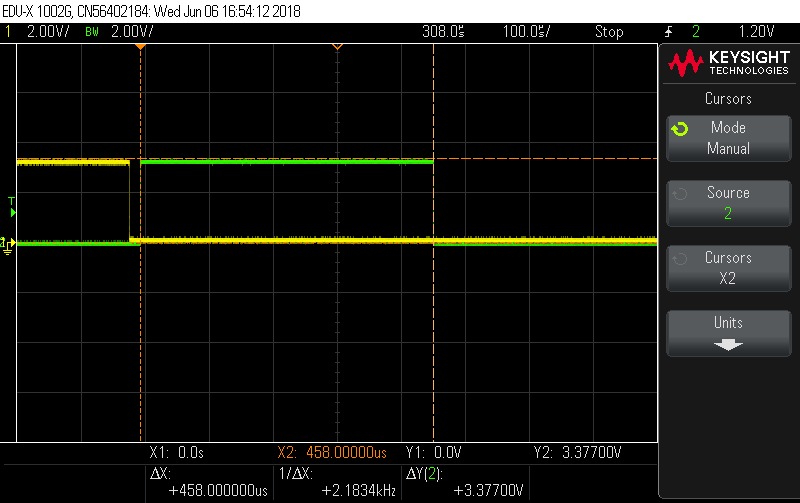 EDU-X 1002G, CN56402184: Wed Jun 06 16:54:12 2018
1 2.00V/ BW 2.00V/ 308.0s 100.0s/ Stop 2 1.20V
KEYSIGHT
TECHNOLOGIES
Cursors
Mode
Manual
Source
2
Cursors
X2
Units
T
X1: 0.0s X2: 458.00000us Y1: 0.0V Y2: 3.37700V
ΔX: 1/ΔX: ΔY(2):
+458.000000us +2.1834kHz +3.37700V